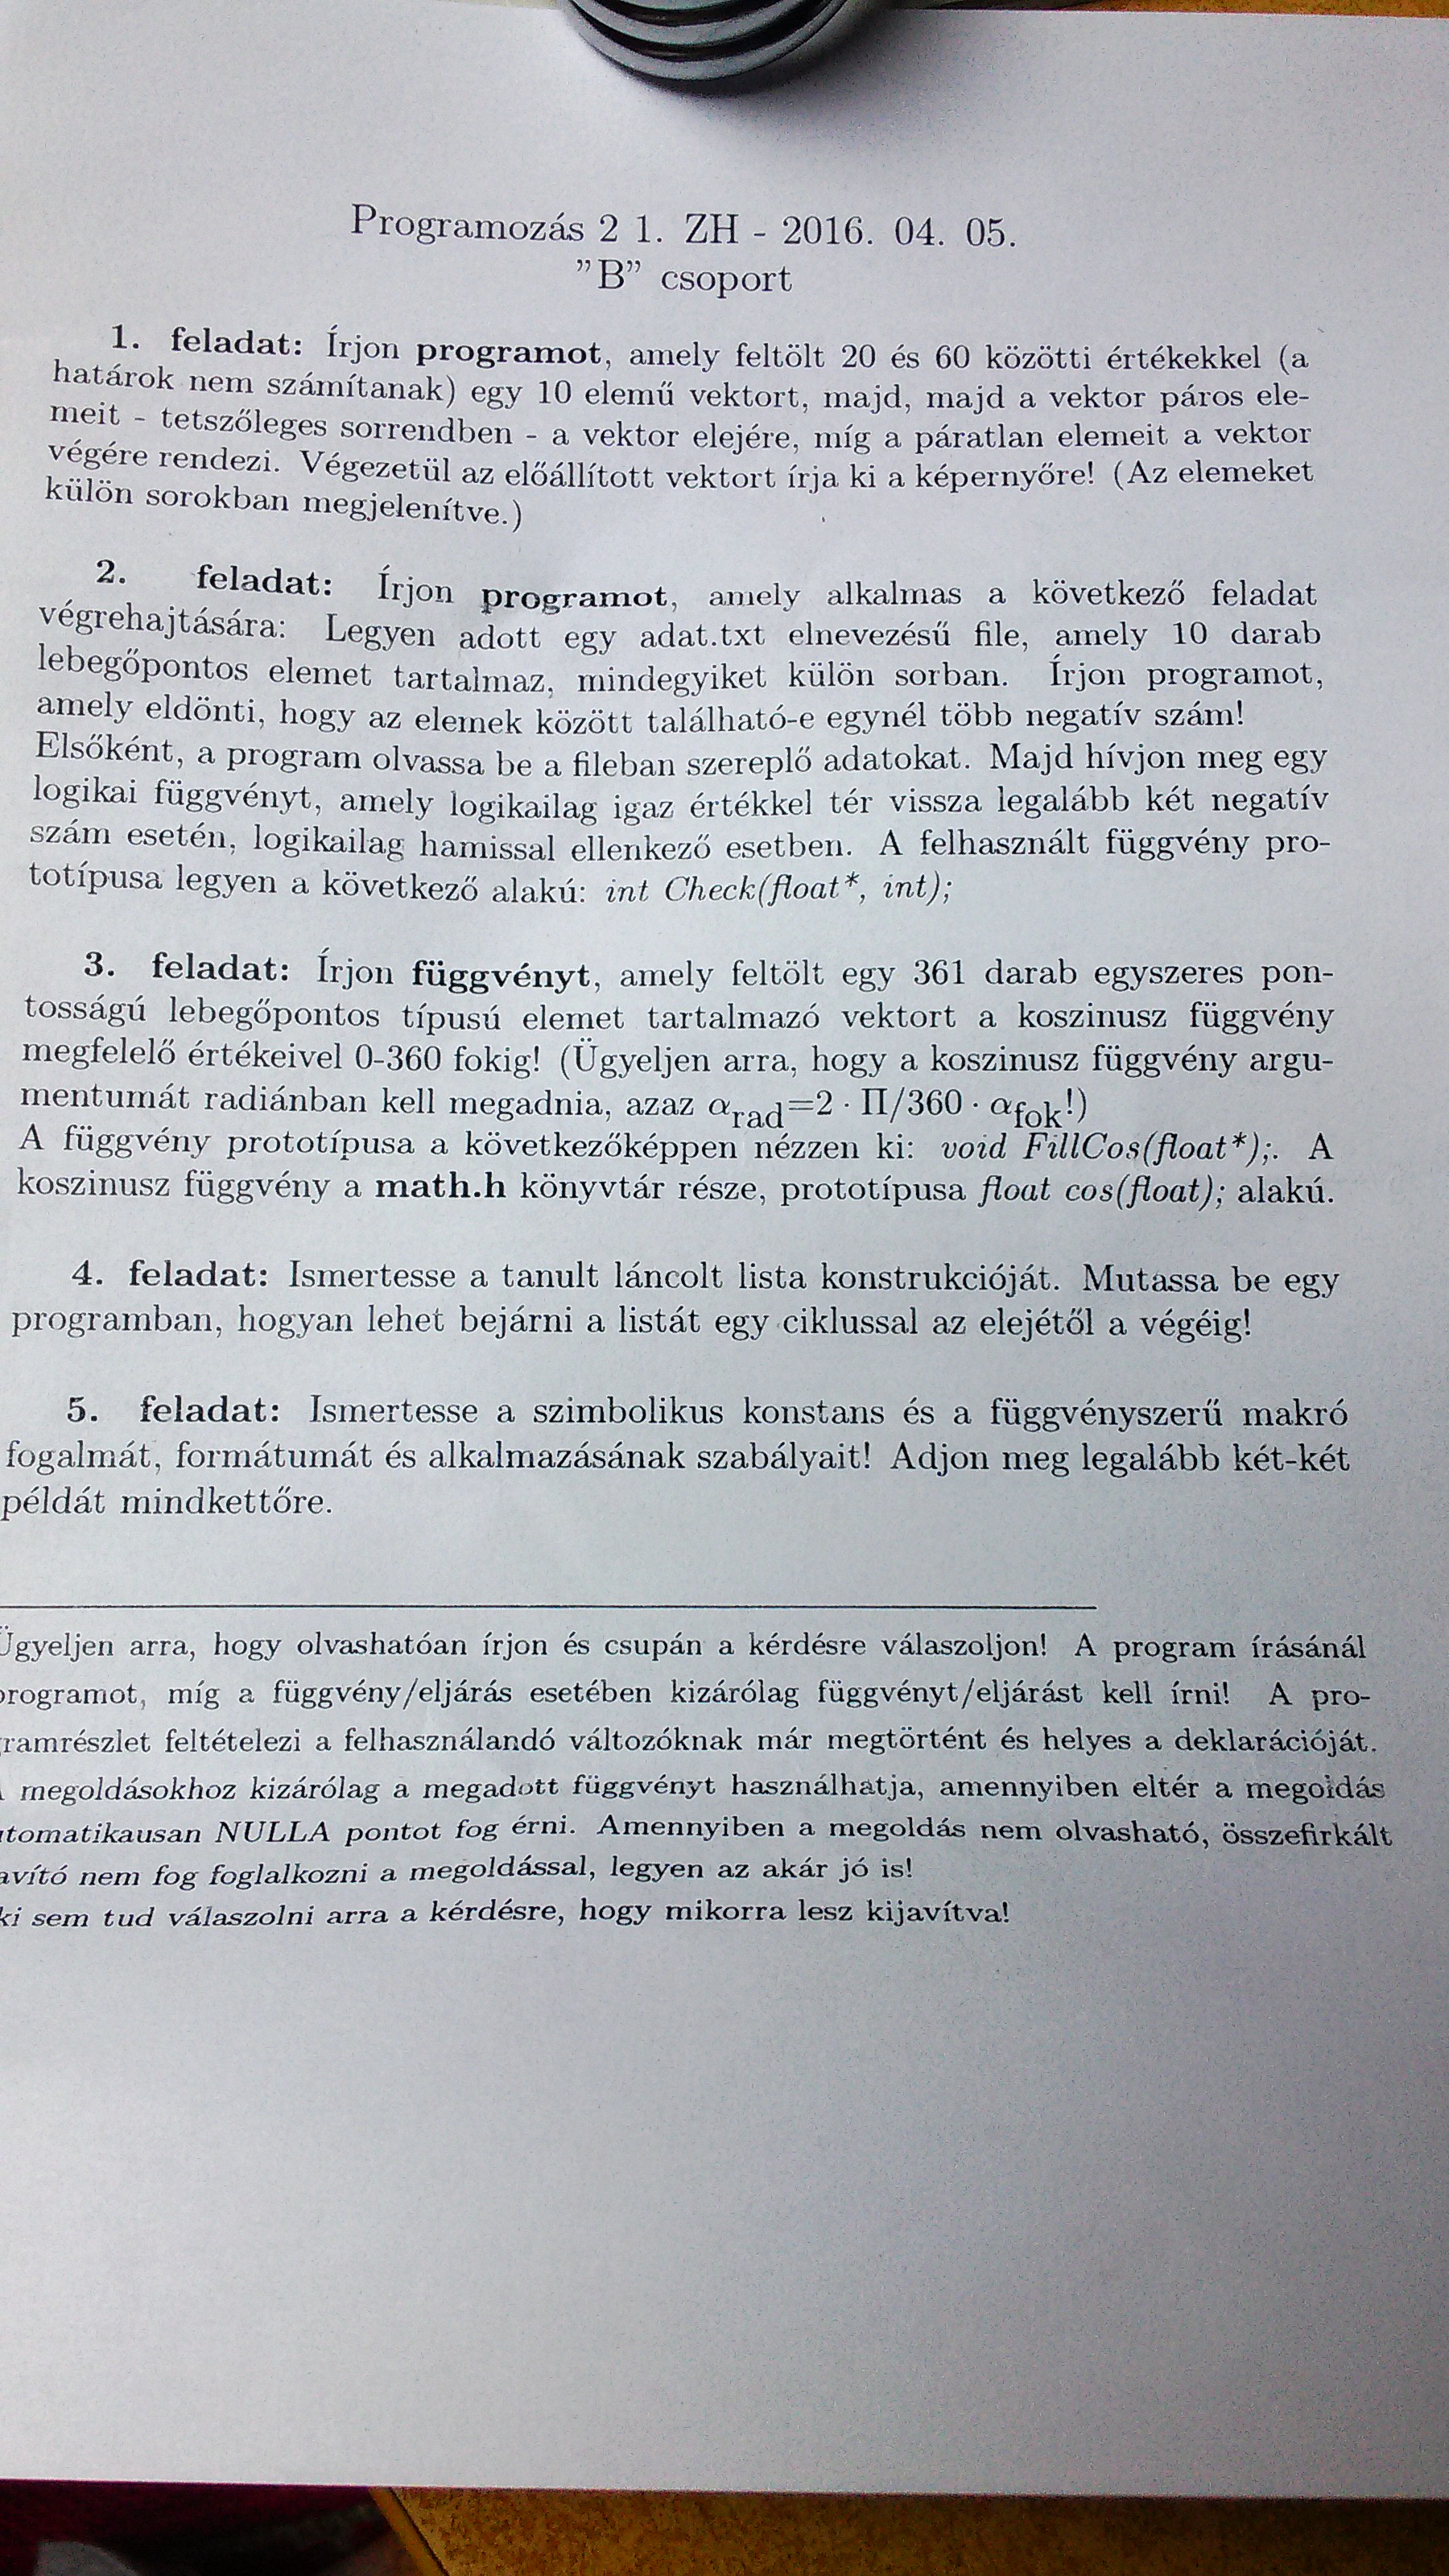 Programozás 2 1. ZH - 2016. 04. 05.
”B” csoport
1. feladat: Írjon programot, amely feltölt 20 és 60 közötti értékekkel (a
határok nem számítanak) egy 10 elemű vektort, majd, majd a vektor páros ele-
meit - tetszőleges sorrendben - a vektor elejére, míg a páratlan elemeit a vektor
végére rendezi. Végezetül az előállított vektort írja ki a képernyőre! (Az elemeket
külön sorokban megjelenítve.)
2. feladat: Írjon programot, amely alkalmas a következő feladat
végrehajtására: Legyen adott egy adat.txt elnevezésű file, amely 10 darab
lebegőpontos elemet tartalmaz, mindegyiket külön sorban. Írjon programot,
amely eldönti, hogy az elemek között található-e egynél több negatív szám!
Elsőként, a program olvassa be a fileban szereplő adatokat. Majd hívjon meg egy
logikai függvényt, amely logikailag igaz értékkel tér vissza legalább két negatív
szám esetén, logikailag hamissal ellenkező esetben. A felhasznált függvény pro-
totípusa legyen a következő alakú: int Check(float*, int);
3. feladat: Írjon függvényt, amely feltölt egy 361 darab egyszeres pon-
tosságú lebegőpontos típusú elemet tartalmazó vektort a koszinusz függvény
megfelelő értékeivel 0-360 fokig! (Ügyeljen arra, hogy a koszinusz függvény argu-
mentumát radiánban kell megadnia, azaz αrad=2 · Π/360 · αfok!)
A függvény prototípusa a következőképpen nézzen ki: void FillCos(float*);. A
koszinusz függvény a math.h könyvtár része, prototípusa float cos(float); alakú.
4. feladat: Ismertesse a tanult láncolt lista konstrukcióját. Mutassa be egy
programban, hogyan lehet bejárni a listát egy ciklussal az elejétől a végéig!
5. feladat: Ismertesse a szimbolikus konstans és a függvényszerű makró
fogalmát, formátumát és alkalmazásának szabályait! Adjon meg legalább két-két
példát mindkettőre.
Ügyeljen arra, hogy olvashatóan írjon és csupán a kérdésre válaszoljon! A program írásánál
programot, míg a függvény/eljárás esetében kizárólag függvényt/eljárást kell írni! A pro-
gramrészlet feltételezi a felhasználandó változóknak már megtörtént és helyes a deklarációját.
megoldásokhoz kizárólag a megadott függvényt használhatja, amennyiben eltér a megoldás
utomatikausan NULLA pontot fog érni. Amennyiben a megoldás nem olvasható, összefirkált
avító nem fog foglalkozni a megoldással, legyen az akár jó is!
ki sem tud válaszolni arra a kérdésre, hogy mikorra lesz kijavítva!